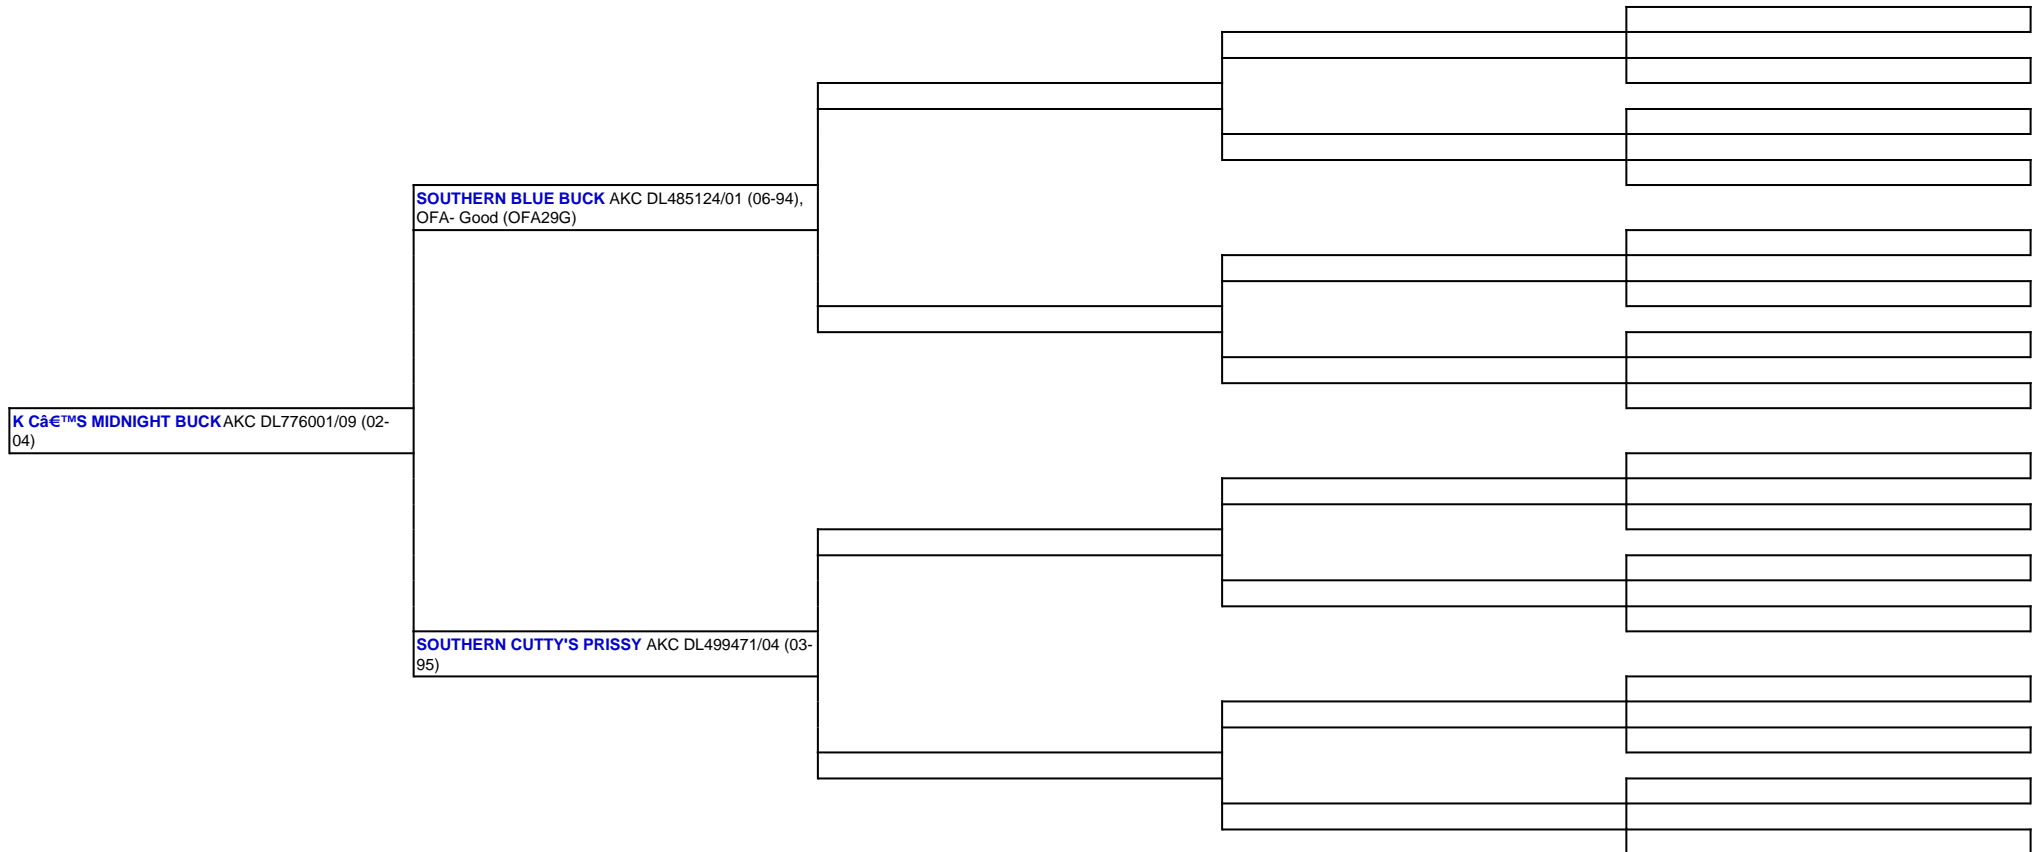 SOUTHERN BLUE BUCK AKC DL485124/01 (06-94),
OFA- Good (OFA29G)
K Câ€™S MIDNIGHT BUCK AKC DL776001/09 (02-
04)
SOUTHERN CUTTY'S PRISSY AKC DL499471/04 (03-
95)